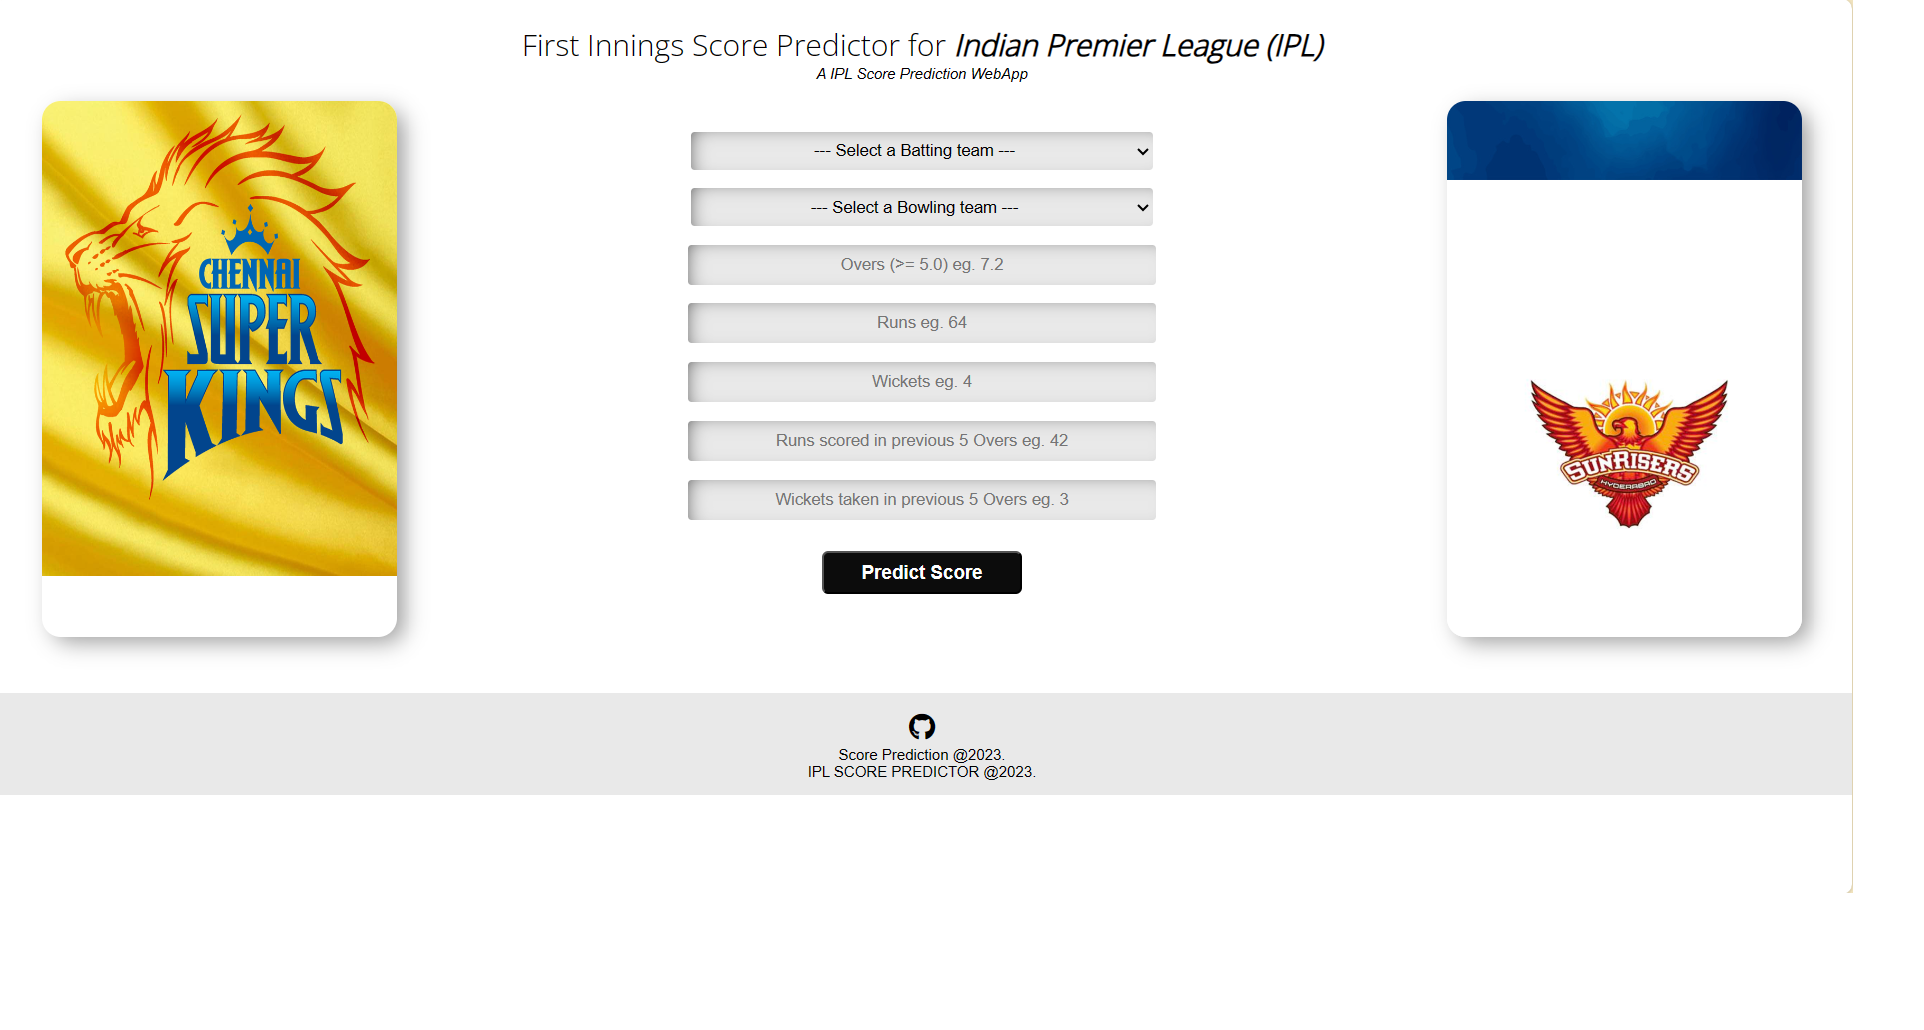 First Innings Score Predictor for Indian Premier League (IPL)
A IPL Score Prediction WebApp
CHENNAI
SUPER
KINGS
--- Select a Batting team ---
--- Select a Bowling team ---
Overs (>= 5.0) eg. 7.2
Runs eg. 64
Wickets eg. 4
Runs scored in previous 5 Overs eg. 42
Wickets taken in previous 5 Overs eg. 3
Predict Score
SUNRISERS
HYDERABAD
Score Prediction @2023.
IPL SCORE PREDICTOR @2023.